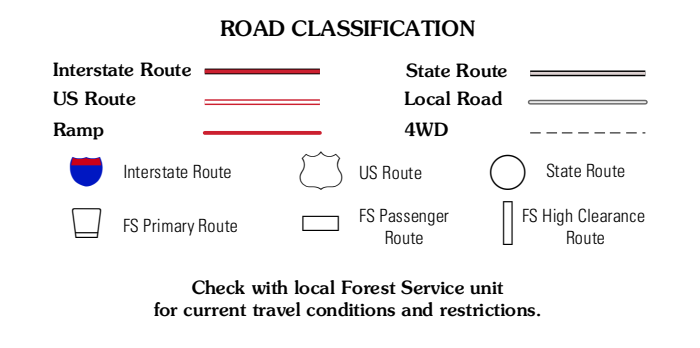 ROAD CLASSIFICATION
Interstate Route
State Route
US Route
Local Road
Ramp
4WD
Interstate Route
US Route
State Route
FS Primary Route
FS Passenger
Route
FS High Clearance
Route
Check with local Forest Service unit
for current travel conditions and restrictions.